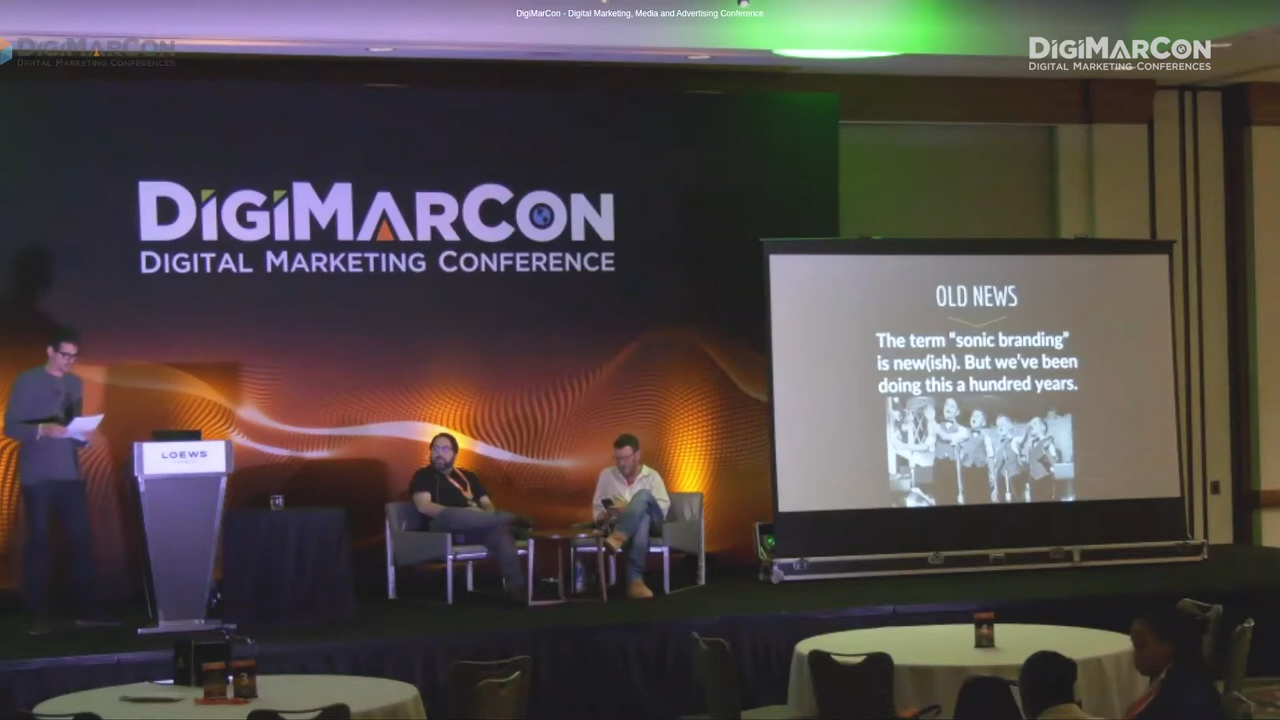 DigiMarCon - Digital Marketing, Media and Advertising Conference
DIGIMARCON
DIGITAL MARKETING CONFERENCES
DIGIMARCON
DIGITAL MARKETING CONFERENCES
DIGIMARCON
DIGITAL MARKETING CONFERENCE
OLD NEWS
The term “sonic branding”
is new(ish). But we’ve been
doing this a hundred years.
LOEWS